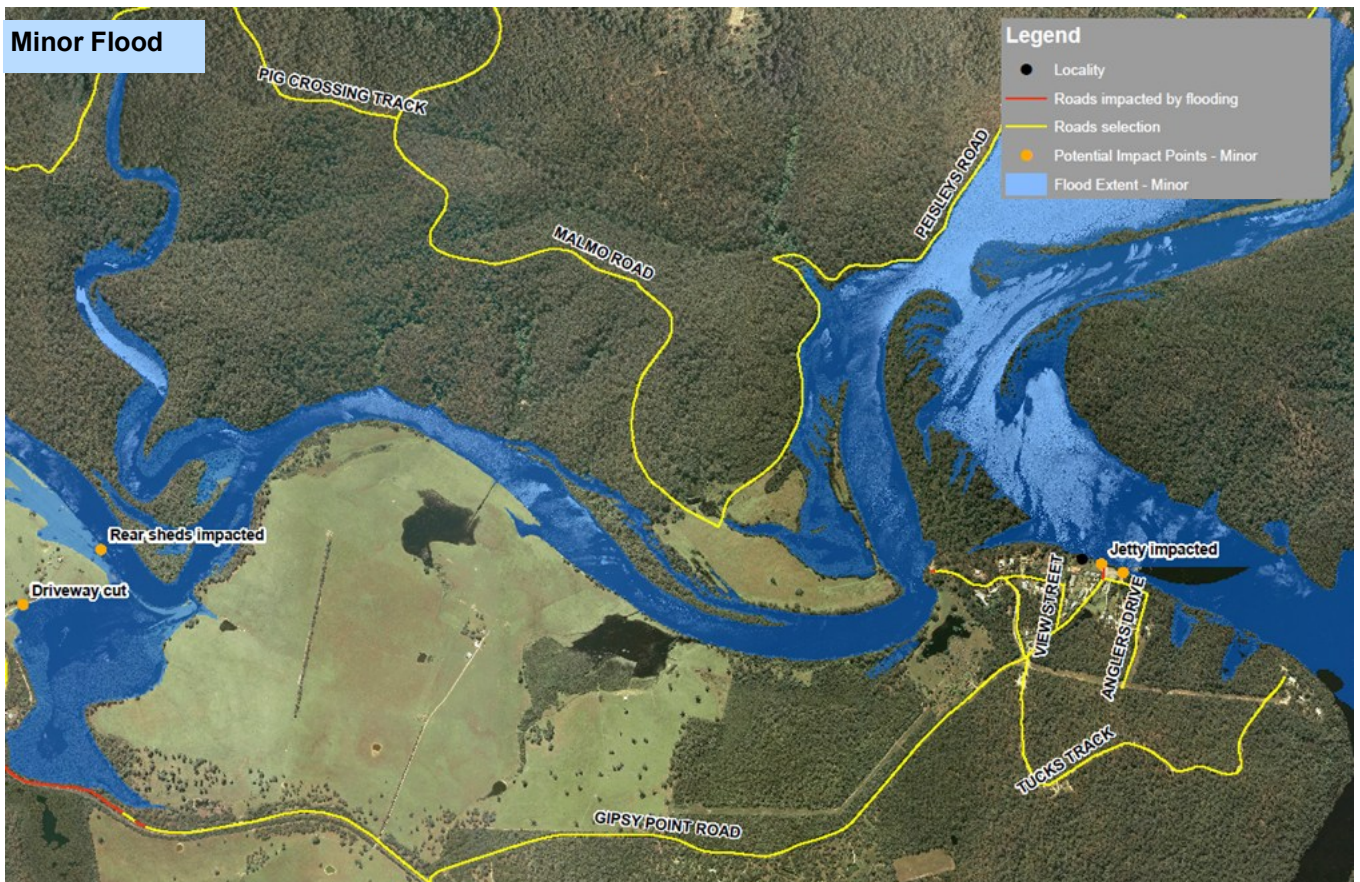 Minor Flood
Legend
Locality
Roads impacted by flooding
Roads selection
Potential Impact Points - Minor
Flood Extent - Minor
PIG CROSSING TRACK
PEISLEYS ROAD
MALMO ROAD
Rear sheds impacted
Driveway cut
Jetty impacted
VIEW STREET
ANGLERS DRIVE
TUCKS TRACK
GIPSY POINT ROAD